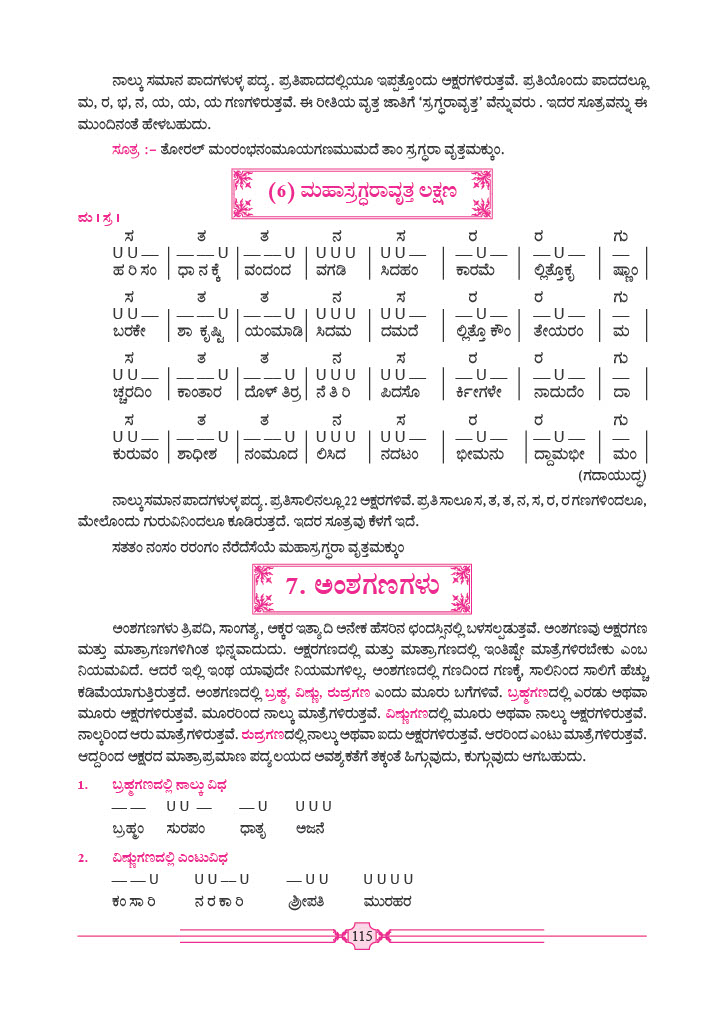 ನಾಲ್ಕು ಸಮಾನ ಪಾದಗಳುಳ್ಳ ಪದ್ಯ. ಪ್ರತಿಪಾದದಲ್ಲಿಯೂ ಇಪ್ಪತ್ತೊಂದು ಅಕ್ಷರಗಳಿರುತ್ತವೆ. ಪ್ರತಿಯೊಂದು ಪಾದದಲ್ಲೂ
ಮ, ರ, ಭ, ನ, ಯ, ಯ, ಯ ಗಣಗಳಿರುತ್ತವೆ. ಈ ರೀತಿಯ ವೃತ್ತ ಜಾತಿಗೆ ‘ಸ್ರಗ್ಧರಾವೃತ್ತ’ ವೆನ್ನುವರು . ಇದರ ಸೂತ್ರವನ್ನು ಈ
ಮುಂದಿನಂತೆ ಹೇಳಬಹುದು.
ಸೂತ್ರ :– ತೋರಲ್ ಮಂರಂಭನಂಮೂಯಗಣಮುಮದೆ ತಾಂ ಸ್ರಗ್ಧರಾ ವೃತ್ತಮಕ್ಕುಂ.
(6) ಮಹಾಸ್ರಗ್ಧರಾವೃತ್ತ ಲಕ್ಷಣ
ಮ । ಸ್ರ ।
ಸ ತ ತ ನ ಸ ರ ರ ಗು
U U — | — — U | — — U | U U U | U U — | — U — | — U — | — |
ಹ ರಿ ಸಂ | ಧಾ ನ ಕ್ಕೆ | ವಂದಂದ | ವಗಡಿ | ಸಿದಹಂ | ಕಾರಮೆ | ಲ್ಲಿತ್ತೊಕೃ | ಷ್ಣಾಂ |
ಸ ತ ತ ನ ಸ ರ ರ ಗು
U U — | — — U | — — U | U U U | U U — | — U — | — U — | — |
ಬರಕೇ | ಶಾ ಕೃಷ್ಟಿ | ಯಂಮಾಡಿ | ಸಿದಮ | ದಮದೆ | ಲ್ಲಿತ್ತೊ ಕೌಂ | ತೇಯರಂ | ಮ |
ಸ ತ ತ ನ ಸ ರ ರ ಗು
U U — | — — U | — — U | U U U | U U — | — U — | — U — | — |
ಚ್ಚರದಿಂ | ಕಾಂತಾರ | ದೊಳ್ ತಿರ್ರ | ನೆ ತಿ ರಿ | ಪಿದಸೊ | ರ್ಕಿೀಗಳೇ | ನಾದುದೆಂ | ದಾ |
ಸ ತ ತ ನ ಸ ರ ರ ಗು
U U — | — — U | — — U | U U U | U U — | — U — | — U — | — |
ಕುರುವಂ | ಶಾಧೀಶ | ನಂಮೂದ | ಲಿಸಿದ | ನದಟಂ | ಭೀಮನು | ದ್ದಾಮಭೀ | ಮಂ |
(ಗದಾಯುದ್ಧ)
ನಾಲ್ಕು ಸಮಾನ ಪಾದಗಳುಳ್ಳ ಪದ್ಯ. ಪ್ರತಿಸಾಲಿನಲ್ಲೂ 22 ಅಕ್ಷರಗಳಿವೆ. ಪ್ರತಿ ಸಾಲೂ ಸ, ತ, ತ, ನ, ಸ, ರ, ರ ಗಣಗಳಿಂದಲೂ,
ಮೇಲೊಂದು ಗುರುವಿನಿಂದಲೂ ಕೂಡಿರುತ್ತದೆ. ಇದರ ಸೂತ್ರವು ಕೆಳಗೆ ಇದೆ.
ಸತತಂ ನಂಸಂ ರರಂಗಂ ನೆರೆದೆಸೆಯೆ ಮಹಾಸ್ರಗ್ಧರಾ ವೃತ್ತಮಕ್ಕುಂ
7. ಅಂಶಗಣಗಳು
ಅಂಶಗಣಗಳು ತ್ರಿಪದಿ, ಸಾಂಗತ್ಯ, ಅಕ್ಕರ ಇತ್ಯಾದಿ ಅನೇಕ ಹೆಸರಿನ ಛಂದಸ್ಸಿನಲ್ಲಿ ಬಳಸಲ್ಪಡುತ್ತವೆ. ಅಂಶಗಣವು ಅಕ್ಷರಗಣ
ಮತ್ತು ಮಾತ್ರಾಗಣಗಳಿಗಿಂತ ಭಿನ್ನವಾದುದು. ಅಕ್ಷರಗಣದಲ್ಲಿ ಮತ್ತು ಮಾತ್ರಾಗಣದಲ್ಲಿ ಇಂತಿಷ್ಟೇ ಮಾತ್ರೆಗಳಿರಬೇಕು ಎಂಬ
ನಿಯಮವಿದೆ. ಆದರೆ ಇಲ್ಲಿ ಇಂಥ ಯಾವುದೇ ನಿಯಮಗಳಿಲ್ಲ. ಅಂಶಗಣದಲ್ಲಿ ಗಣದಿಂದ ಗಣಕ್ಕೆ, ಸಾಲಿನಿಂದ ಸಾಲಿಗೆ ಹೆಚ್ಚು
ಕಡಿಮೆಯಾಗುತ್ತಿರುತ್ತದೆ. ಅಂಶಗಣದಲ್ಲಿ ಬ್ರಹ್ಮ, ವಿಷ್ಣು, ರುದ್ರಗಣ ಎಂದು ಮೂರು ಬಗೆಗಳಿವೆ. ಬ್ರಹ್ಮಗಣದಲ್ಲಿ ಎರಡು ಅಥವಾ
ಮೂರು ಅಕ್ಷರಗಳಿರುತ್ತವೆ. ಮೂರರಿಂದ ನಾಲ್ಕು ಮಾತ್ರೆಗಳಿರುತ್ತವೆ. ವಿಷ್ಣುಗಣದಲ್ಲಿ ಮೂರು ಅಥವಾ ನಾಲ್ಕು ಅಕ್ಷರಗಳಿರುತ್ತವೆ.
ನಾಲ್ಕರಿಂದ ಆರು ಮಾತ್ರೆಗಳಿರುತ್ತವೆ. ರುದ್ರಗಣದಲ್ಲಿ ನಾಲ್ಕು ಅಥವಾ ಐದು ಅಕ್ಷರಗಳಿರುತ್ತವೆ. ಆರರಿಂದ ಎಂಟು ಮಾತ್ರೆಗಳಿರುತ್ತವೆ.
ಆದ್ದರಿಂದ ಅಕ್ಷರದ ಮಾತ್ರಾಪ್ರಮಾಣ ಪದ್ಯಲಯದ ಅವಶ್ಯಕತೆಗೆ ತಕ್ಕಂತೆ ಹಿಗ್ಗುವುದು, ಕುಗ್ಗುವುದು ಆಗಬಹುದು.
1. ಬ್ರಹ್ಮಗಣದಲ್ಲಿ ನಾಲ್ಕು ವಿಧ
— — U U — — U U U U
ಬ್ರಹ್ಮಂ ಸುರಪಂ ಧಾತೃ ಅಜನೆ
2. ವಿಷ್ಣುಗಣದಲ್ಲಿ ಎಂಟುವಿಧ
— — U U U — U — U U U U U U
ಕಂ ಸಾ ರಿ ನ ರ ಕಾ ರಿ ಶ್ರೀಪತಿ ಮುರಹರ
115